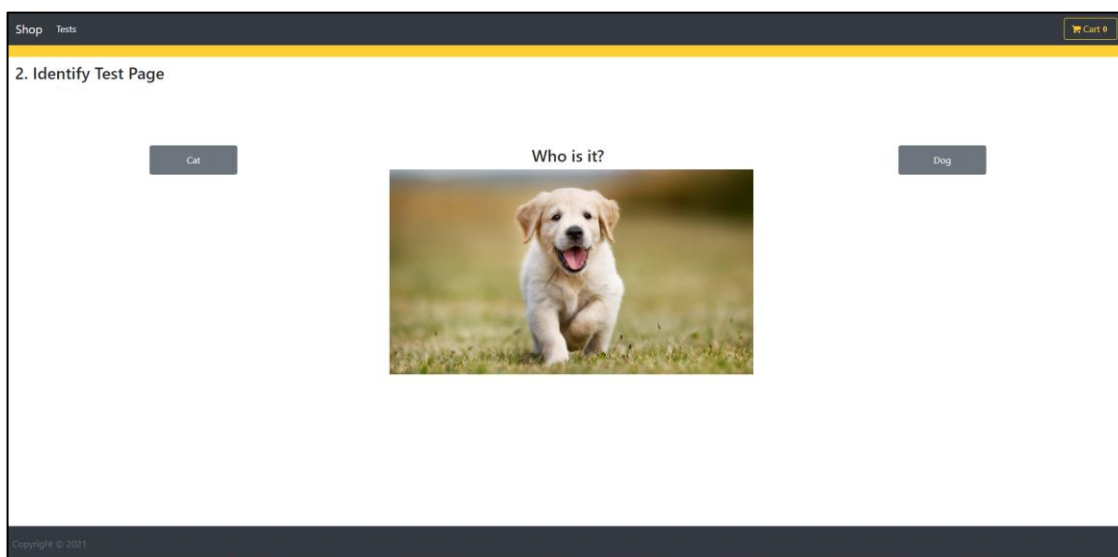 Shop Tests Cart 0
2. Identify Test Page
Cat
Who is it?
Dog
Copyright © 2021